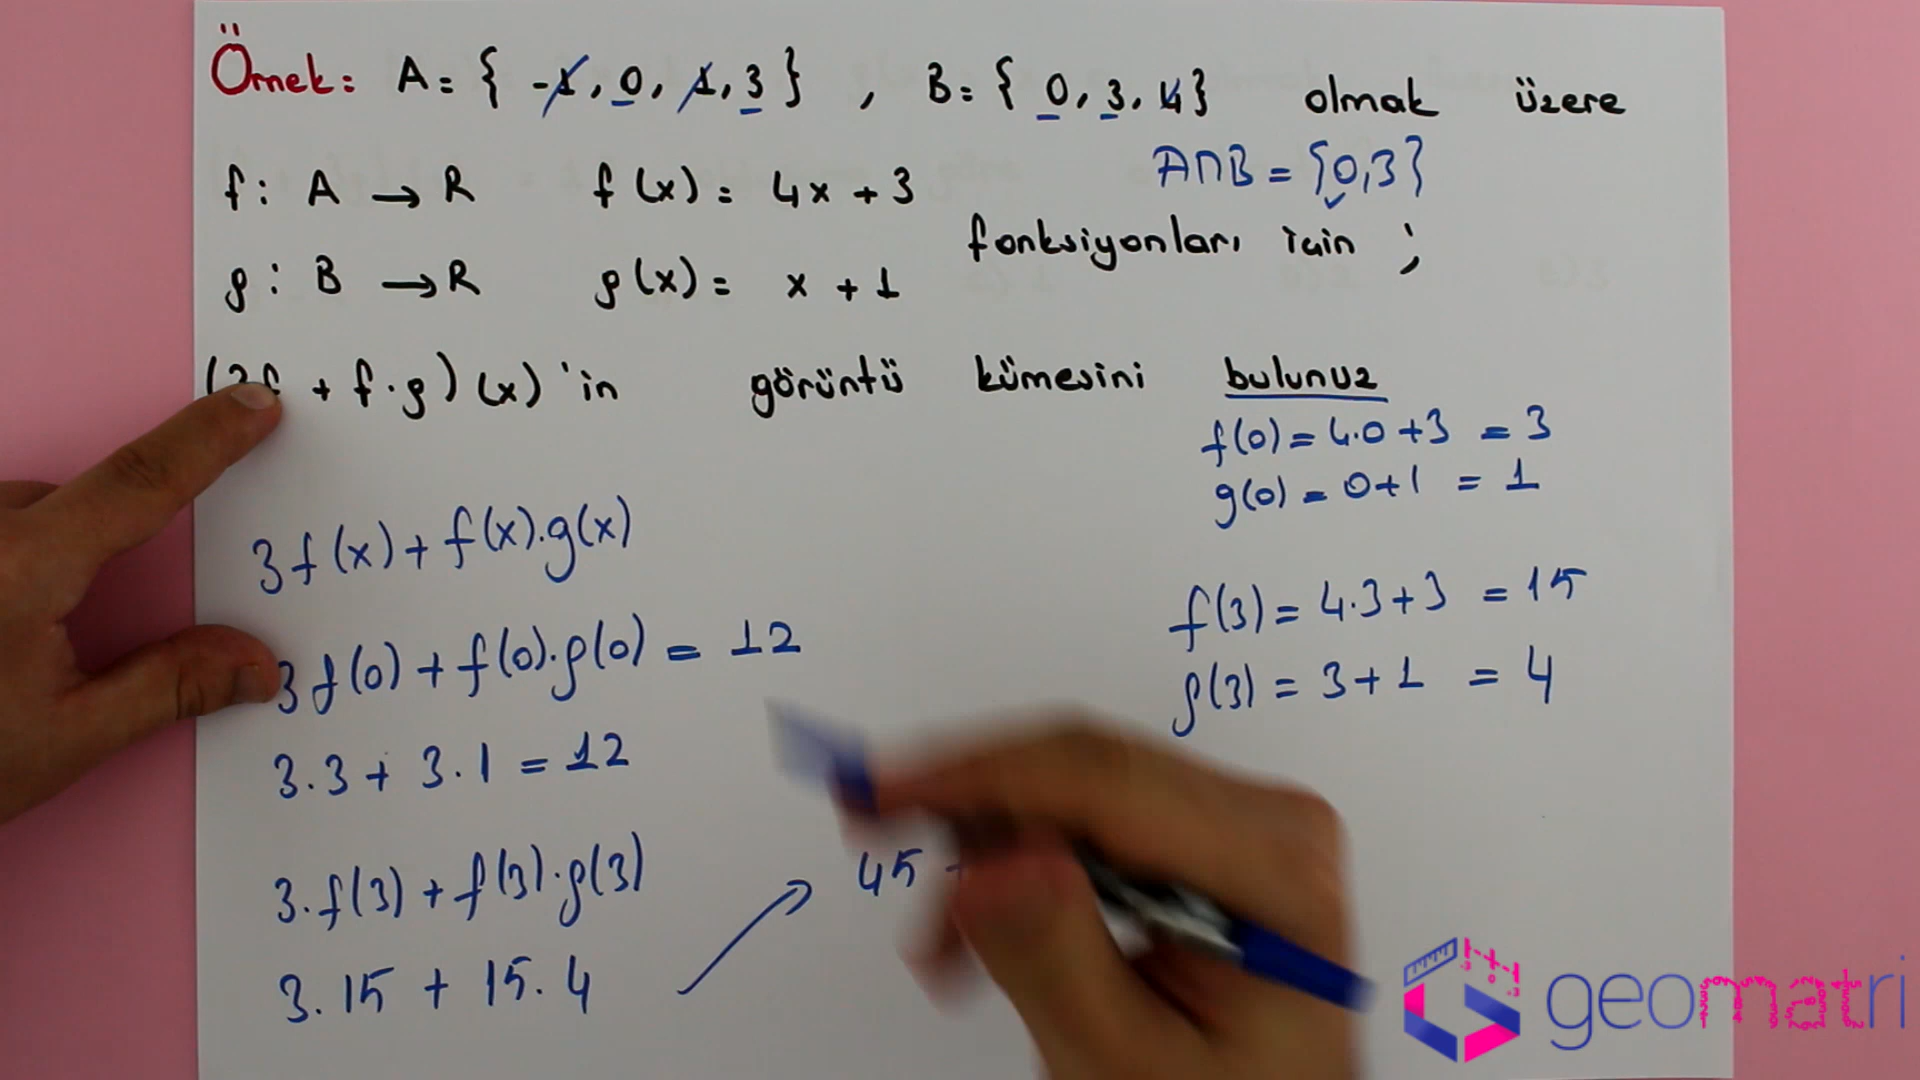 Örnek: A = { -1, 0, 1, 3 } , B = { 0, 3, 4 } olmak üzere
A∩B = {0,3}
f : A → R f(x) = 4x + 3
fonksiyonları için ;
g : B → R g(x) = x + 1
+ f.g) (x) 'in görüntü kümesini bulunuz
f(0) = 4.0 + 3 = 3
g(0) = 0+1 = 1
3f(x) + f(x).g(x)
f(3) = 4.3+3 = 15
3f(0) + f(0).g(0) = 12
g(3) = 3+1 = 4
3.3 + 3.1 = 12
3.f(3) + f(3).g(3)
45 +
3.15 + 15.4
geomatri